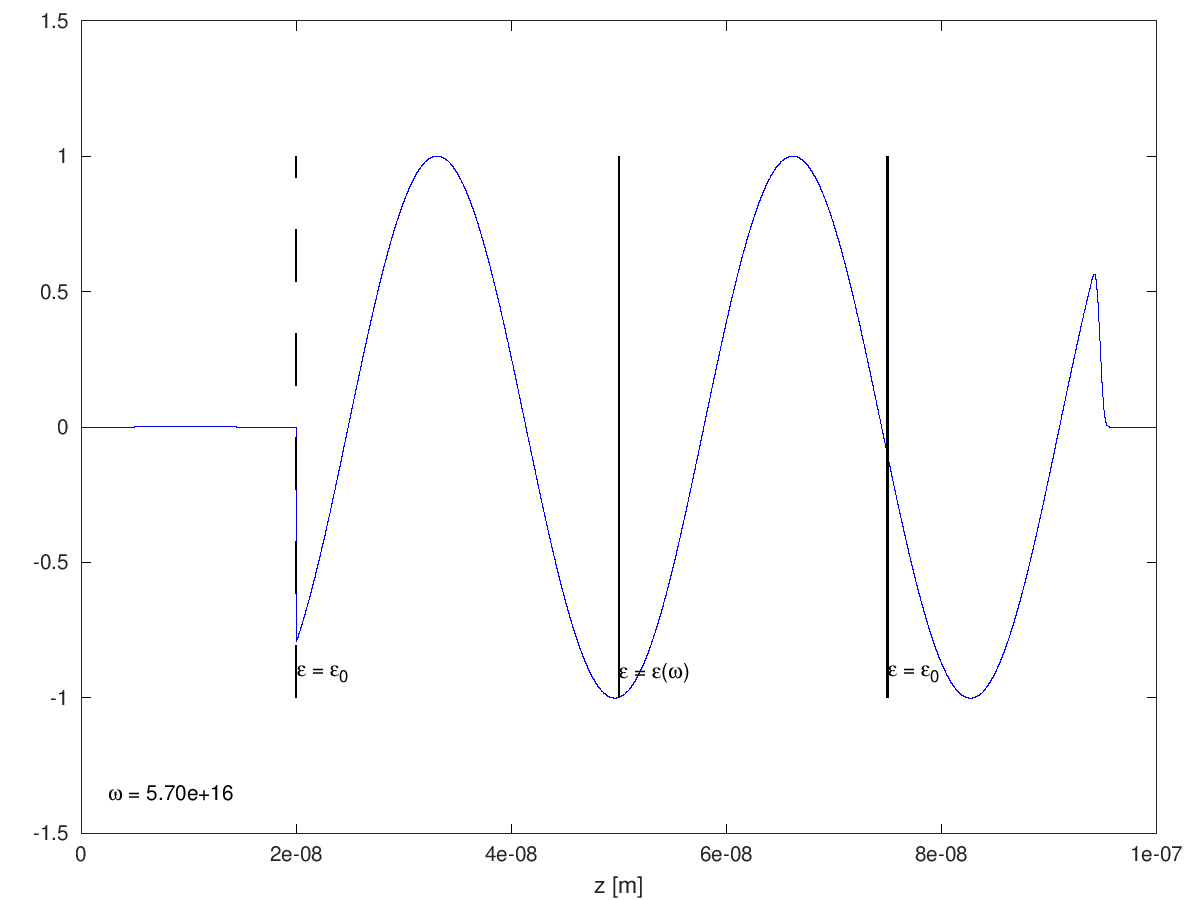 1.5
1
0.5
0
-0.5
-1
-1.5
ε = ε0
ε = ε(ω)
ε = ε0
ω = 5.70e+16
0
2e-08
4e-08
6e-08
8e-08
1e-07
z [m]